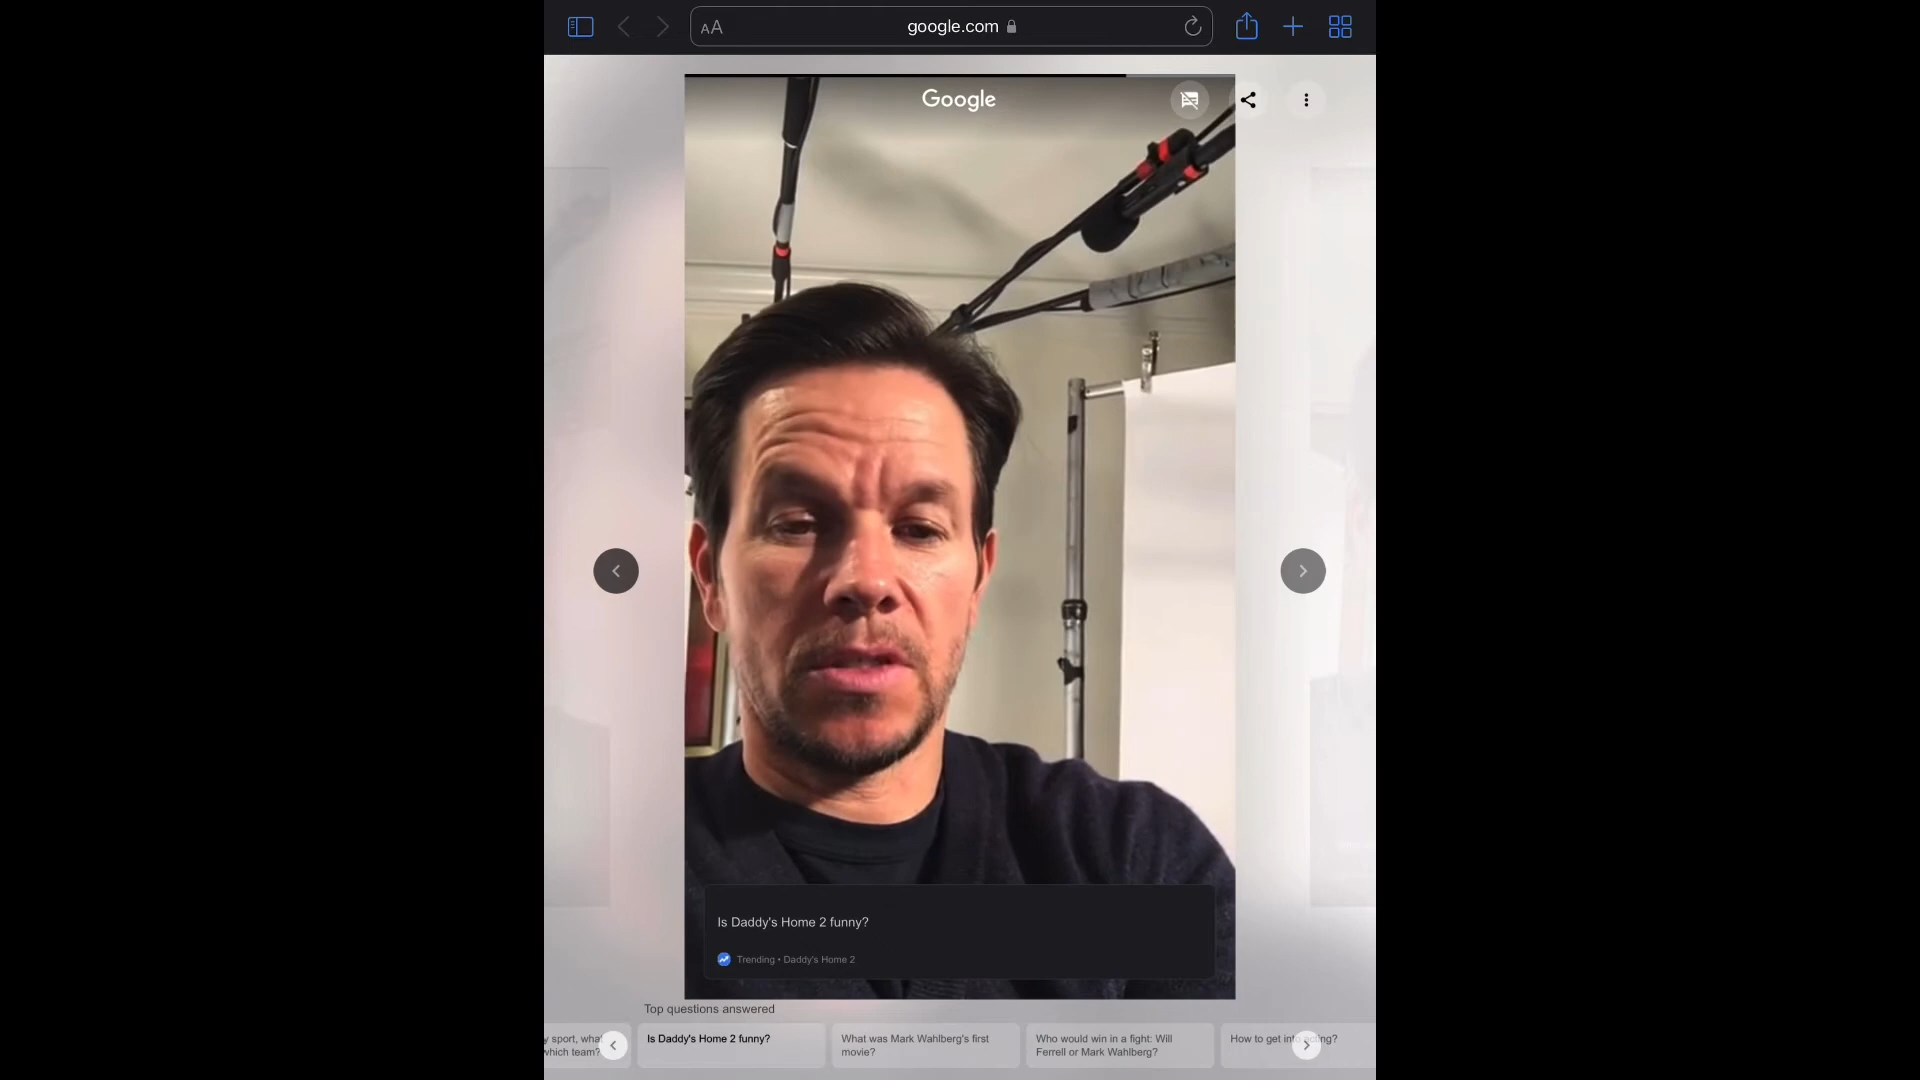 AA
google.com
Google
Is Daddy's Home 2 funny?
Trending • Daddy's Home 2
Top questions answered
y sport, what
which team?
Is Daddy's Home 2 funny?
What was Mark Wahlberg's first
movie?
Who would win in a fight: Will
Ferrell or Mark Wahlberg?
How to get into acting?